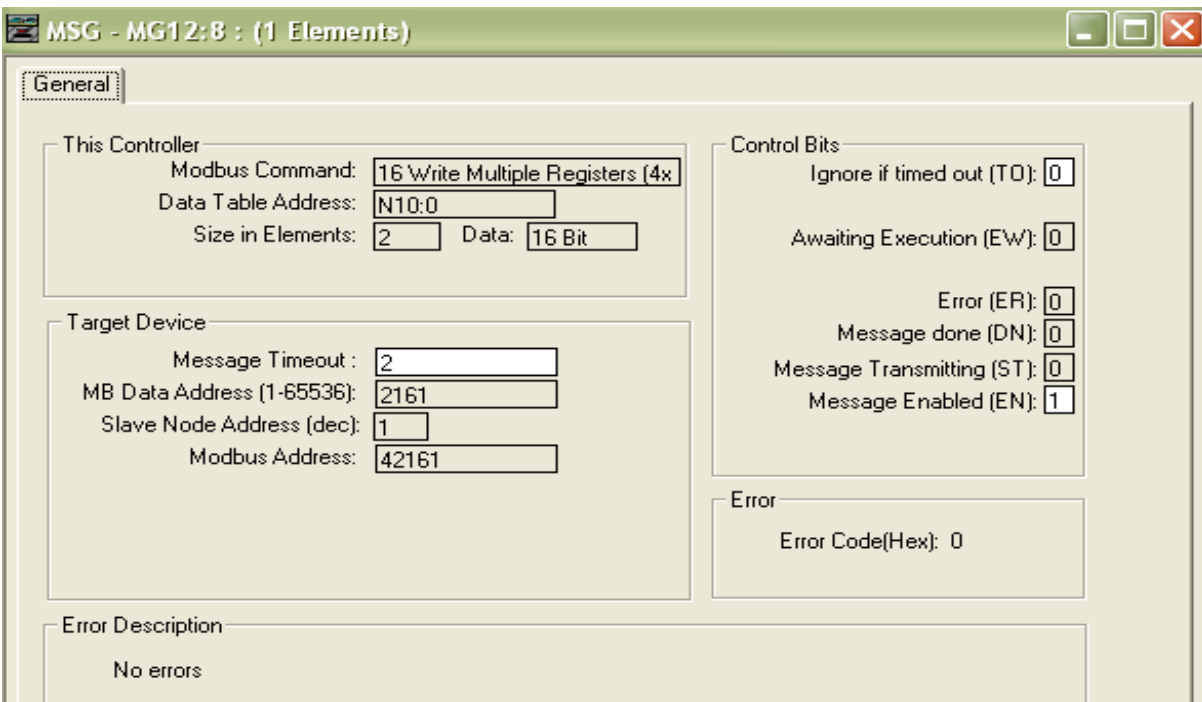 MSG - MG12:8 : (1 Elements)
General
This Controller
Modbus Command: 16 Write Multiple Registers (4x
Data Table Address: N10:0
Size in Elements: 2 Data: 16 Bit
Target Device
Message Timeout : 2
MB Data Address (1-65536): 2161
Slave Node Address (dec): 1
Modbus Address: 42161
Control Bits
Ignore if timed out (TO): 0
Awaiting Execution (EW): 0
Error (ER): 0
Message done (DN): 0
Message Transmitting (ST): 0
Message Enabled (EN): 1
Error
Error Code(Hex): 0
Error Description
No errors